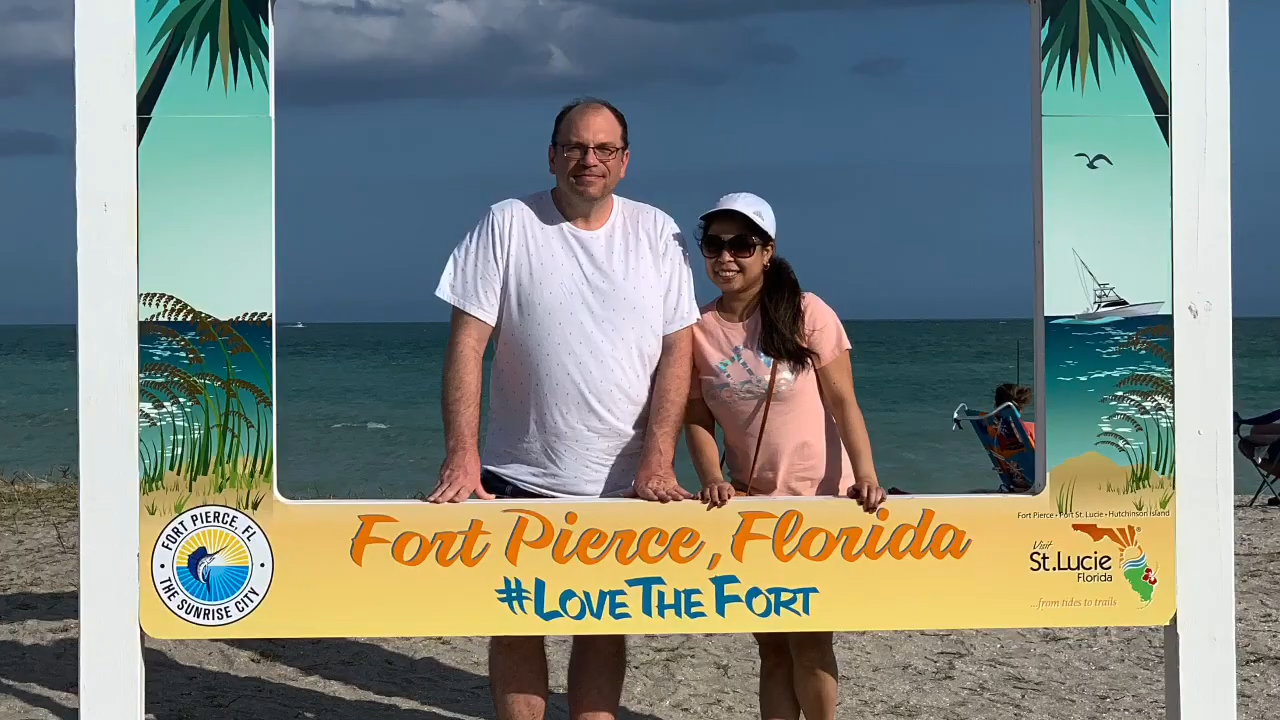 Fort Pierce, Florida
#LOVETHEFORT
FORT PIERCE, FL
THE SUNRISE CITY
Fort Pierce • Port St. Lucie • Hutchinson Island
Visit
St.Lucie
Florida
...from tides to trails